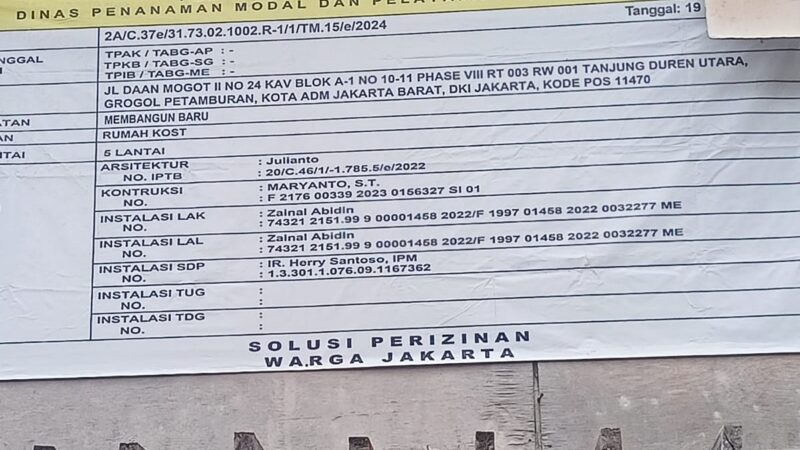 DINAS PENANAMAN MODAL DAN
Tanggal: 19
2A/C.37e/31.73.02.1002.R-1/1/TM.15/e/2024
TPAK / TABG-AP : -
TPKB / TABG-SG : -
TPIB / TABG-ME : -
JL DAAN MOGOT II NO 24 KAV BLOK A-1 NO 10-11 PHASE VIII RT 003 RW 001 TANJUNG DUREN UTARA,
GROGOL PETAMBURAN, KOTA ADM JAKARTA BARAT, DKI JAKARTA, KODE POS 11470
MEMBANGUN BARU
RUMAH KOST
5 LANTAI
ARSITEKTUR : Julianto
NO. IPTB : 20/C.46/1/-1.785.5/e/2022
KONTRUKSI : MARYANTO, S.T.
NO. : F 2176 00339 2023 0156327 SI 01
INSTALASI LAK : Zainal Abidin
NO. : 74321 2151.99 9 00001458 2022/F 1997 01458 2022 0032277 ME
INSTALASI LAL : Zainal Abidin
NO. : 74321 2151.99 9 00001458 2022/F 1997 01458 2022 0032277 ME
INSTALASI SDP : IR. Herry Santoso, IPM
NO. : 1.3.301.1.076.09.1167362
INSTALASI TUG :
NO. :
INSTALASI TDG :
NO. :
SOLUSI PERIZINAN
WARGA JAKARTA